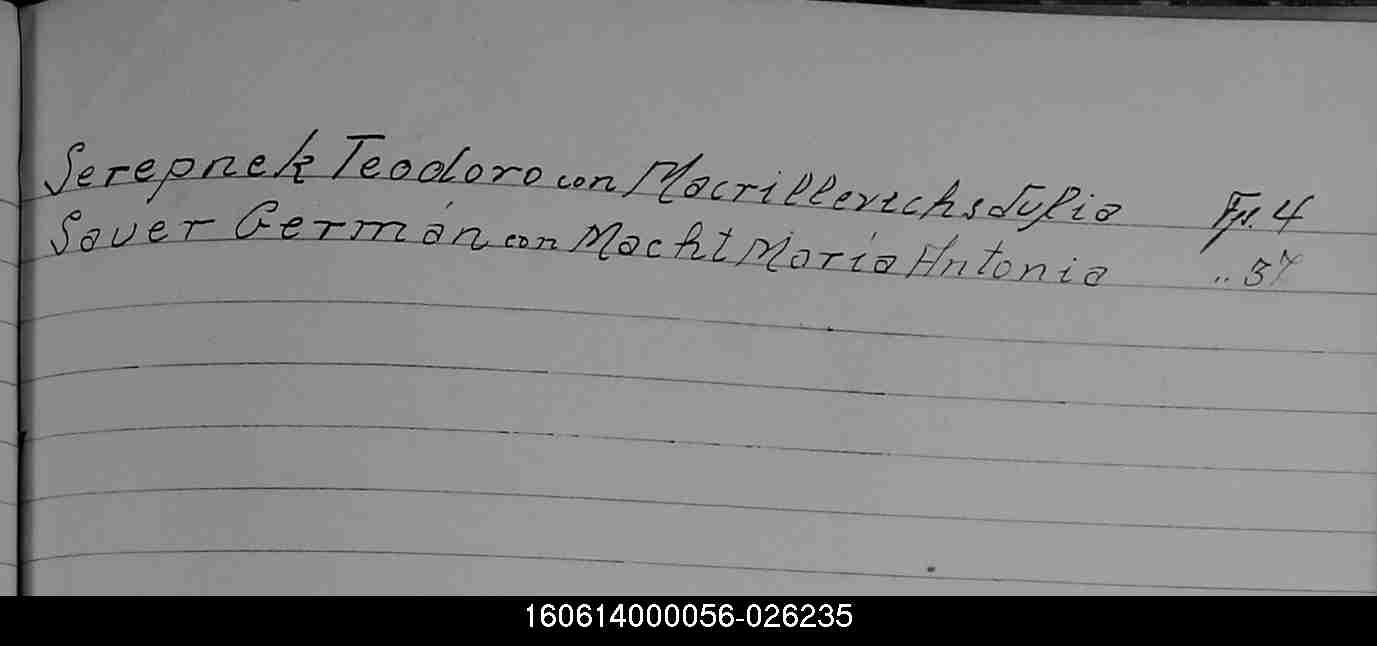 Serepnek Teodoro con Macrillevichs Julia Fs. 4
Sauer Germán con Macht María Antonia .. 37
160614000056-026235